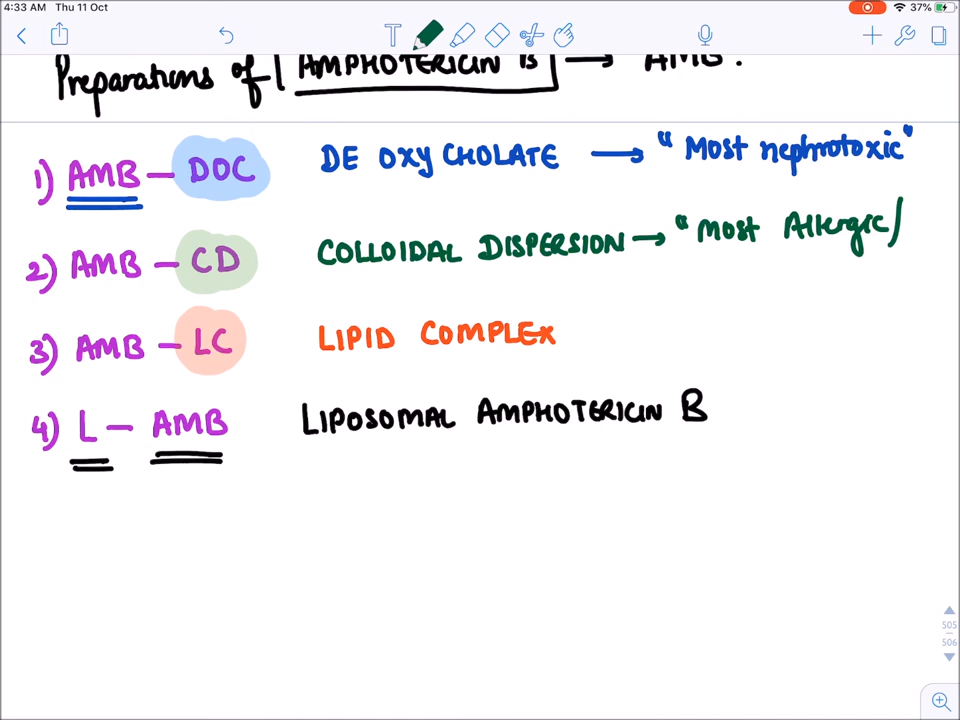 4:33 AM Thu 11 Oct 37%
T
Preparations of AMPHOTERICIN B → AMB.
1) AMB — DOC DE OXY CHOLATE → "Most nephrotoxic"
2) AMB — CD COLLOIDAL DISPERSION → "Most Allergic/
3) AMB — LC LIPID COMPLEX
4) L — AMB LIPOSOMAL AMPHOTERICIN B
505
506